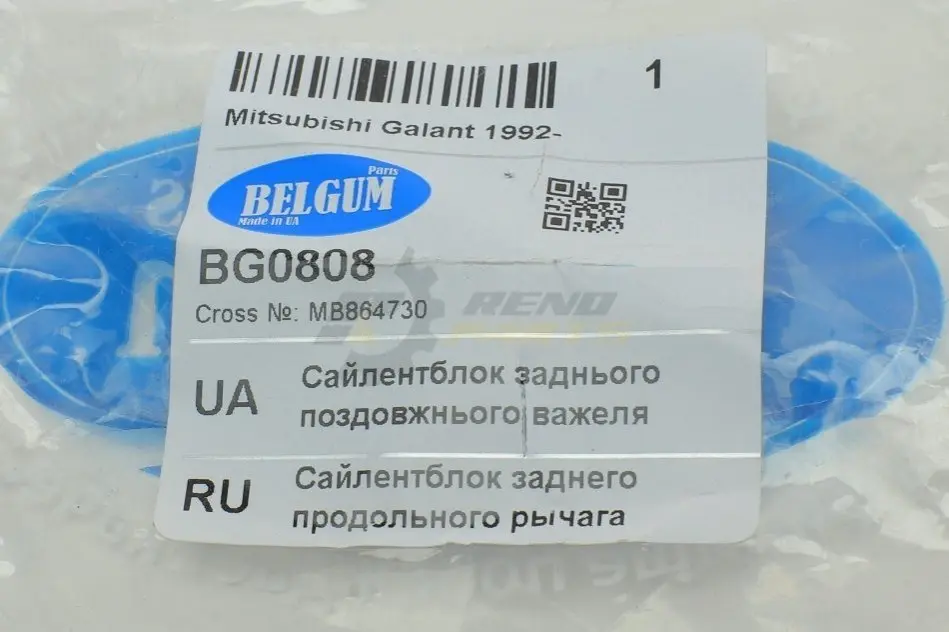 1
Mitsubishi Galant 1992-
Parts
BELGUM
Made in UA
BG0808
RENO
Cross №: MB864730
UA
Сайлентблок заднього
поздовжнього важеля
RU
Сайлентблок заднего
продольного рычага